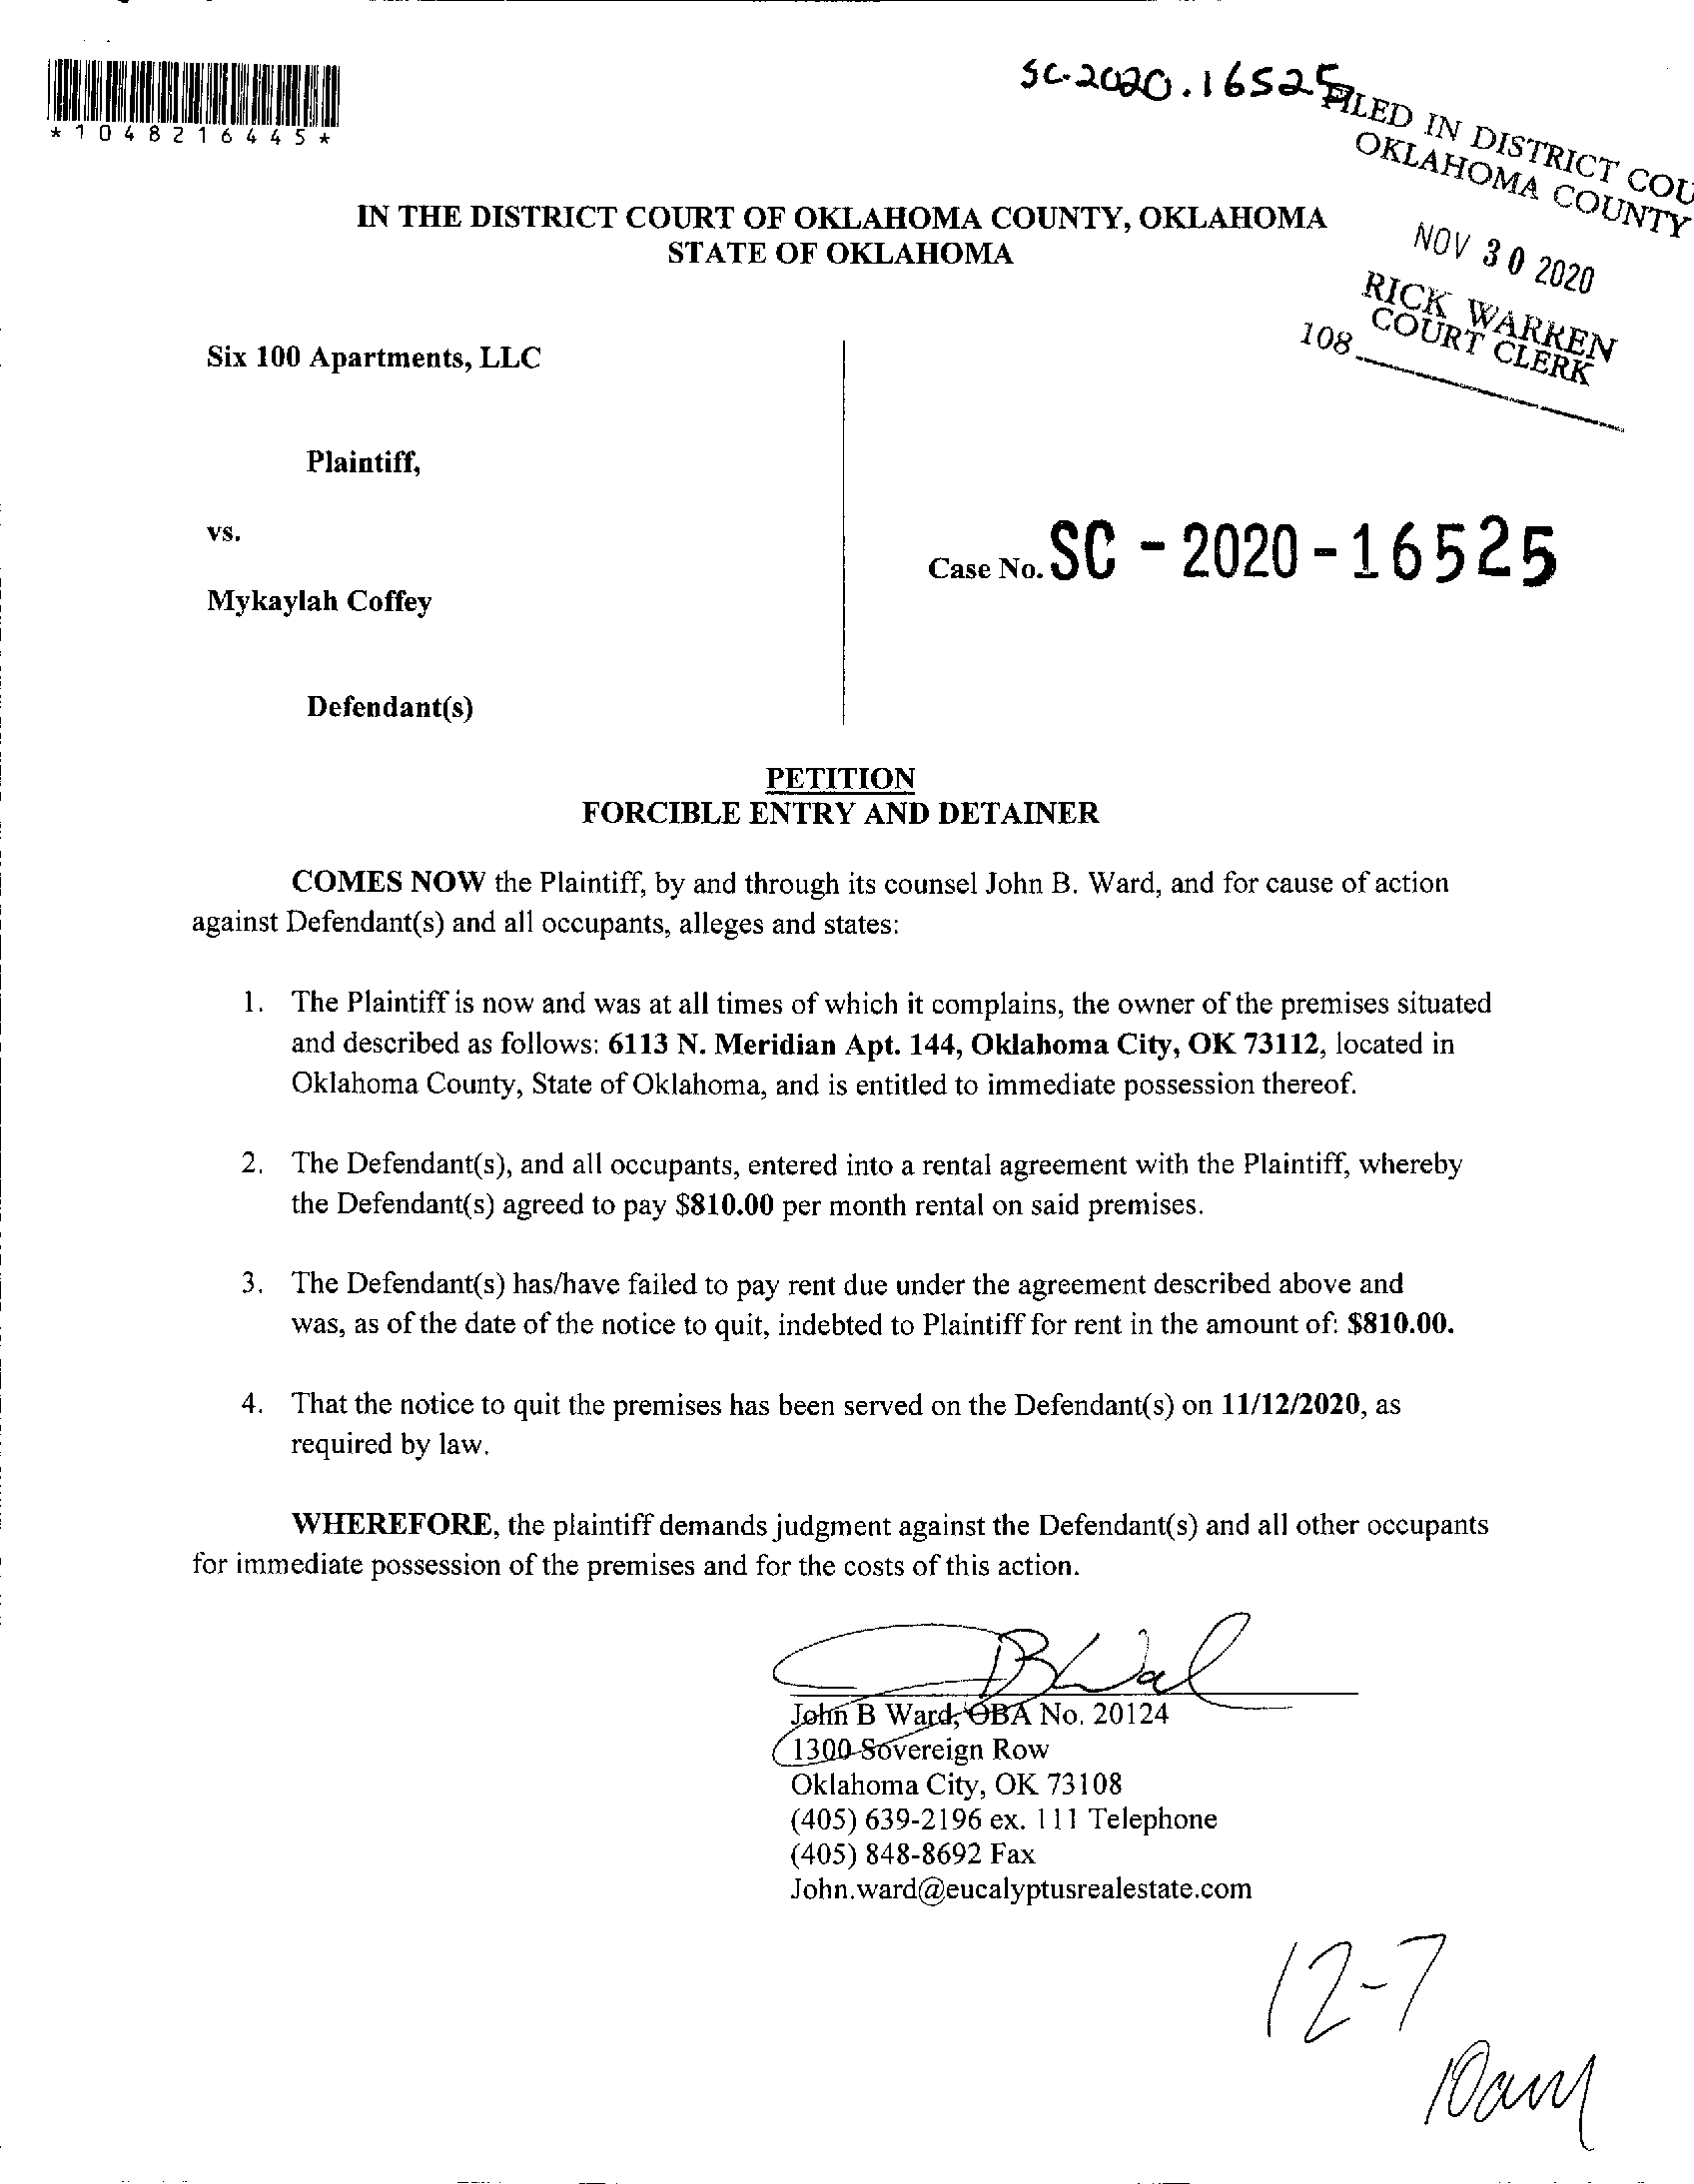 SC-2020.16525
*1048216445*
FILED IN DISTRICT COU
OKLAHOMA COUNTY
NOV 30 2020
RICK WARREN
COURT CLERK
108
IN THE DISTRICT COURT OF OKLAHOMA COUNTY, OKLAHOMA
STATE OF OKLAHOMA
Six 100 Apartments, LLC
Plaintiff,
vs.
Case No. SC - 2020 - 16525
Mykaylah Coffey
Defendant(s)
PETITION
FORCIBLE ENTRY AND DETAINER
COMES NOW the Plaintiff, by and through its counsel John B. Ward, and for cause of action
against Defendant(s) and all occupants, alleges and states:
1. The Plaintiff is now and was at all times of which it complains, the owner of the premises situated
and described as follows: 6113 N. Meridian Apt. 144, Oklahoma City, OK 73112, located in
Oklahoma County, State of Oklahoma, and is entitled to immediate possession thereof.
2. The Defendant(s), and all occupants, entered into a rental agreement with the Plaintiff, whereby
the Defendant(s) agreed to pay $810.00 per month rental on said premises.
3. The Defendant(s) has/have failed to pay rent due under the agreement described above and
was, as of the date of the notice to quit, indebted to Plaintiff for rent in the amount of: $810.00.
4. That the notice to quit the premises has been served on the Defendant(s) on 11/12/2020, as
required by law.
WHEREFORE, the plaintiff demands judgment against the Defendant(s) and all other occupants
for immediate possession of the premises and for the costs of this action.
John B Ward, OBA No. 20124
1300 Sovereign Row
Oklahoma City, OK 73108
(405) 639-2196 ex. 111 Telephone
(405) 848-8692 Fax
John.ward@eucalyptusrealestate.com
12-7
10am